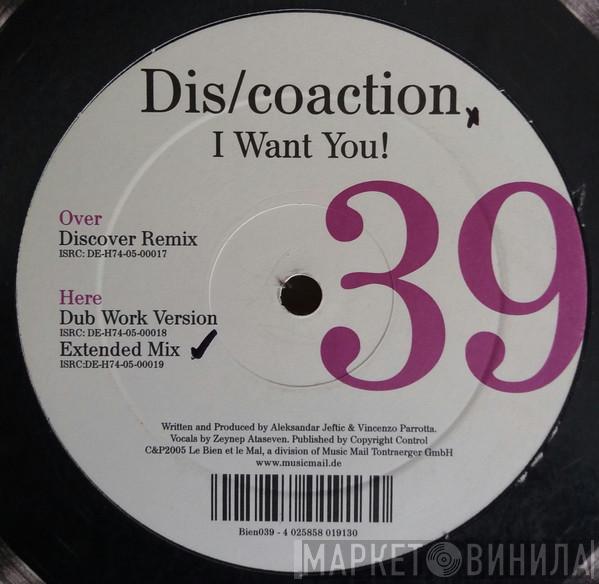 Dis/coaction
I Want You!
39
Over
Discover Remix
ISRC: DE-H74-05-00017
Here
Dub Work Version
ISRC: DE-H74-05-00018
Extended Mix
ISRC:DE-H74-05-00019
Written and Produced by Aleksandar Jeftic & Vincenzo Parrotta.
Vocals by Zeynep Ataseven. Published by Copyright Control
C&P2005 Le Bien et le Mal, a division of Music Mail Tontraerger GmbH
www.musicmail.de
Bien039 - 4 025858 019130
МАРКЕТ ВИНИЛА